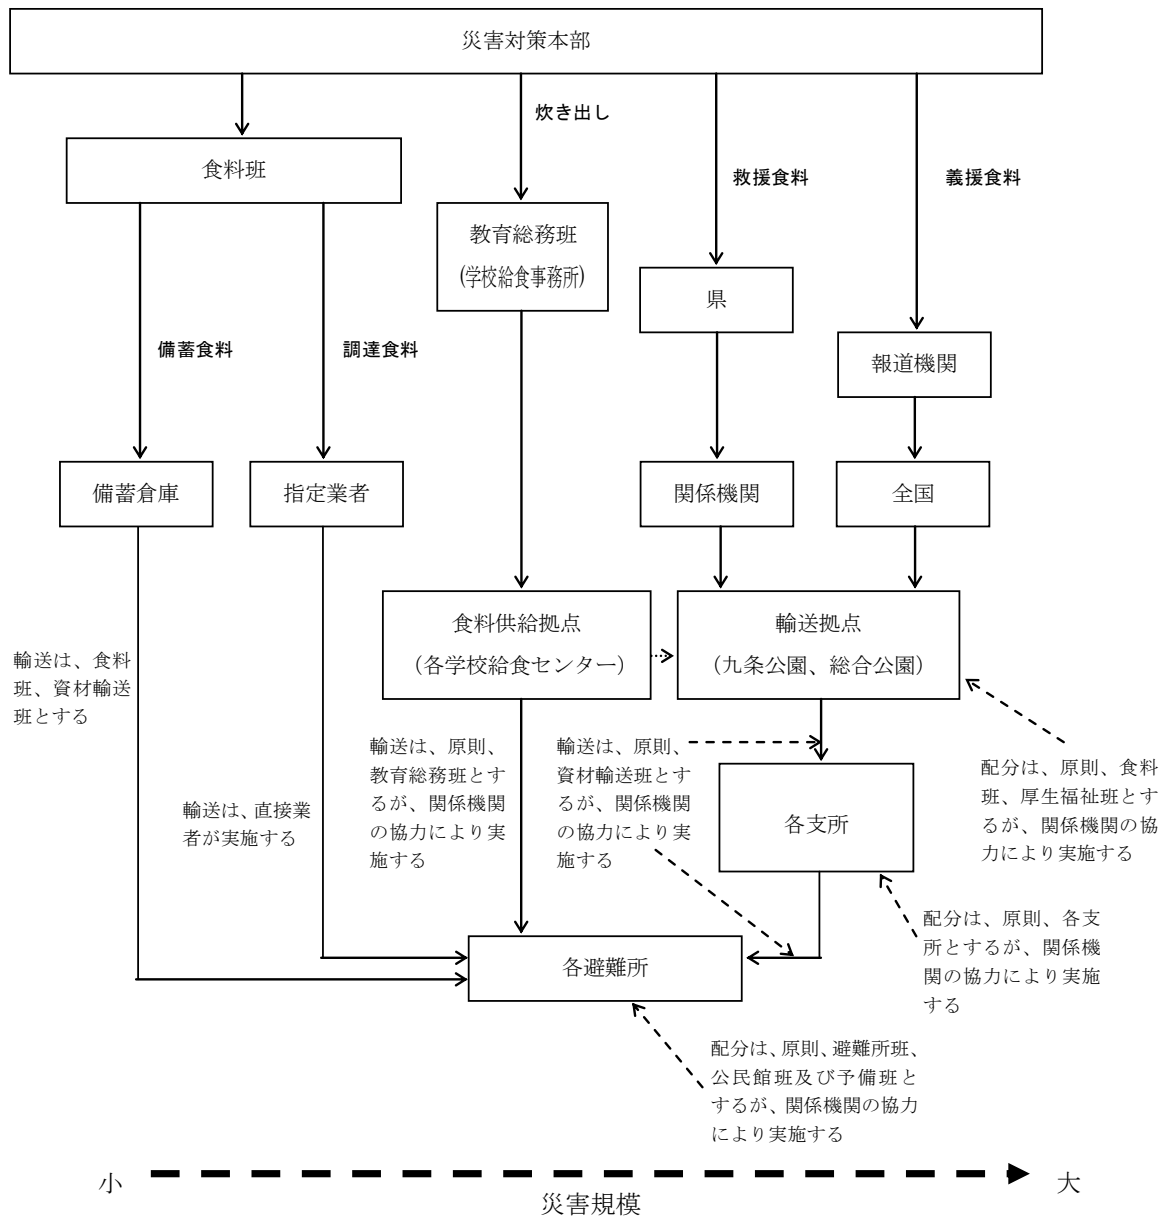 災害対策本部
炊き出し
食料班
救援食料
義援食料
教育総務班
(学校給食事務所)
県
備蓄食料
調達食料
報道機関
備蓄倉庫
指定業者
関係機関
全国
食料供給拠点
（各学校給食センター）
輸送拠点
（九条公園、総合公園）
輸送は、食料
班、資材輸送
班とする
輸送は、直接業
者が実施する
輸送は、原則、
教育総務班とす
るが、関係機関
の協力により実
施する
輸送は、原則、
資材輸送班とす
るが、関係機関
の協力により実
施する
配分は、原則、食料
班、厚生福祉班とす
るが、関係機関の協
力により実施する
各支所
配分は、原則、各支
所とするが、関係機
関の協力により実施
する
各避難所
配分は、原則、避難所班、
公民館班及び予備班と
するが、関係機関の協力
により実施する
小
大
災害規模